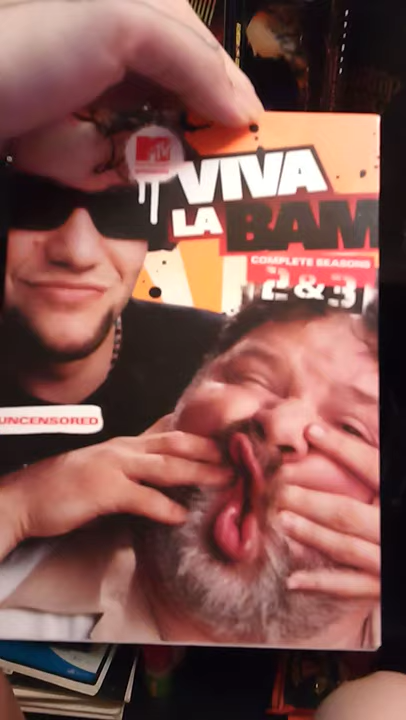 MTV
VIVA
LA BAM
COMPLETE SEASONS
2 & 3
UNCENSORED